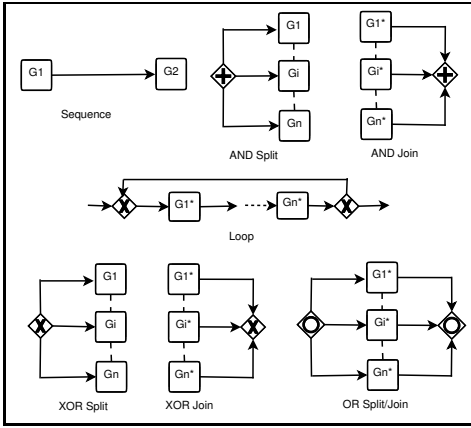 G1
G2
Sequence
G1
Gi
Gn
AND Split
G1*
Gi*
Gn*
AND Join
X
G1*
Gn*
X
Loop
X
G1
Gi
Gn
XOR Split
G1*
Gi*
Gn*
X
XOR Join
G1*
Gi*
Gn*
OR Split/Join